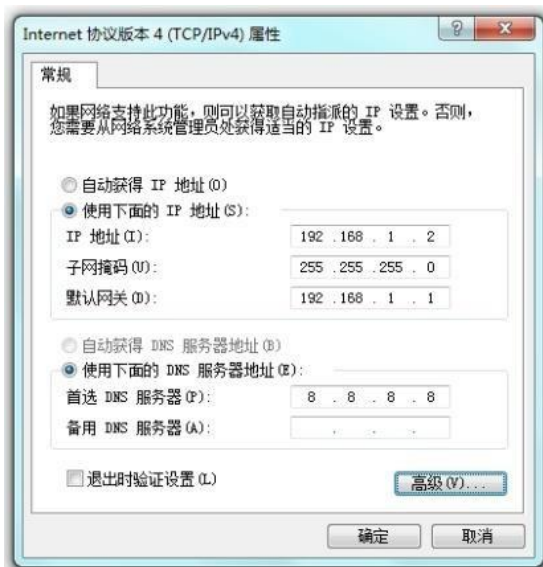 Internet 协议版本 4 (TCP/IPv4) 属性
常规
如果网络支持此功能，则可以获取自动指派的 IP 设置。否则，
您需要从网络系统管理员处获得适当的 IP 设置。
自动获得 IP 地址(O)
使用下面的 IP 地址(S):
IP 地址(I): 192 . 168 . 1 . 2
子网掩码(U): 255 . 255 . 255 . 0
默认网关(D): 192 . 168 . 1 . 1
自动获得 DNS 服务器地址(B)
使用下面的 DNS 服务器地址(E):
首选 DNS 服务器(P): 8 . 8 . 8 . 8
备用 DNS 服务器(A): . . .
退出时验证设置(L)
高级(V)...
确定 取消